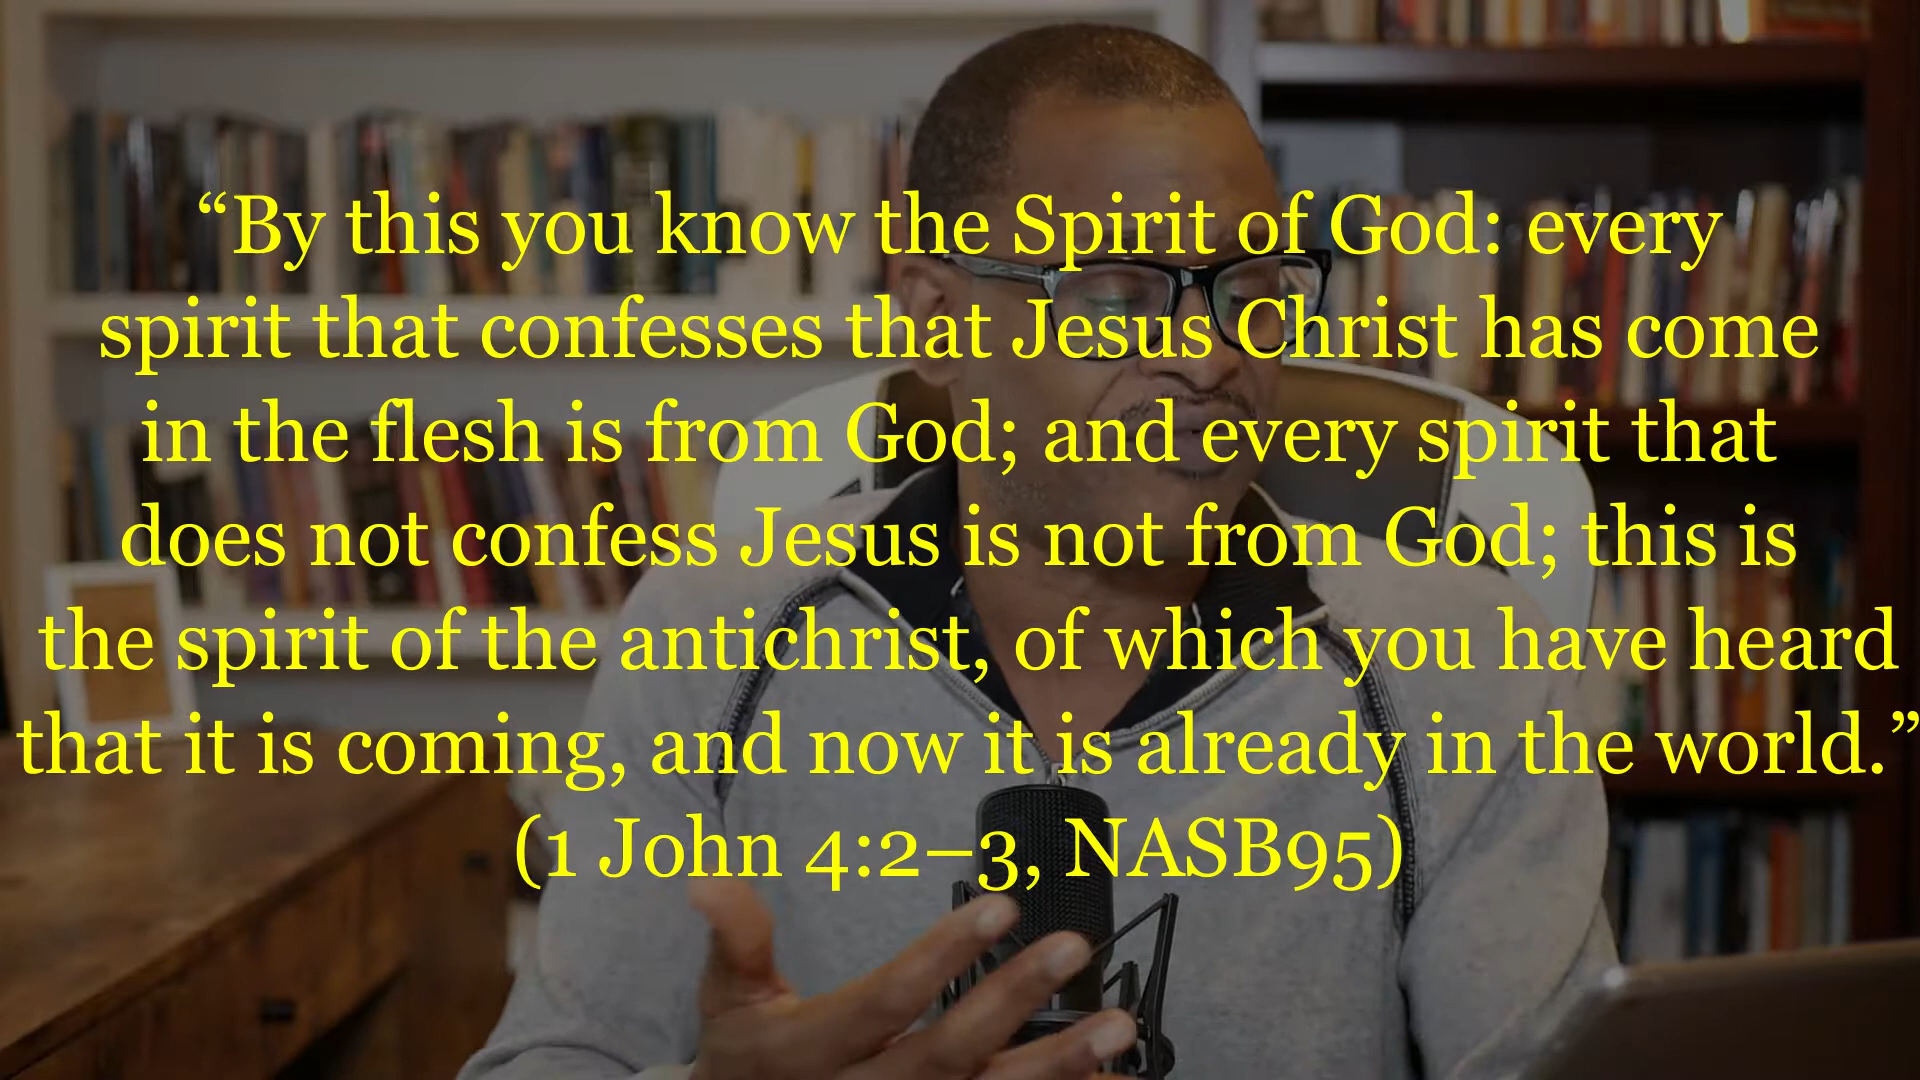 “By this you know the Spirit of God: every
spirit that confesses that Jesus Christ has come
in the flesh is from God; and every spirit that
does not confess Jesus is not from God; this is
the spirit of the antichrist, of which you have heard
that it is coming, and now it is already in the world.”
(1 John 4:2–3, NASB95)